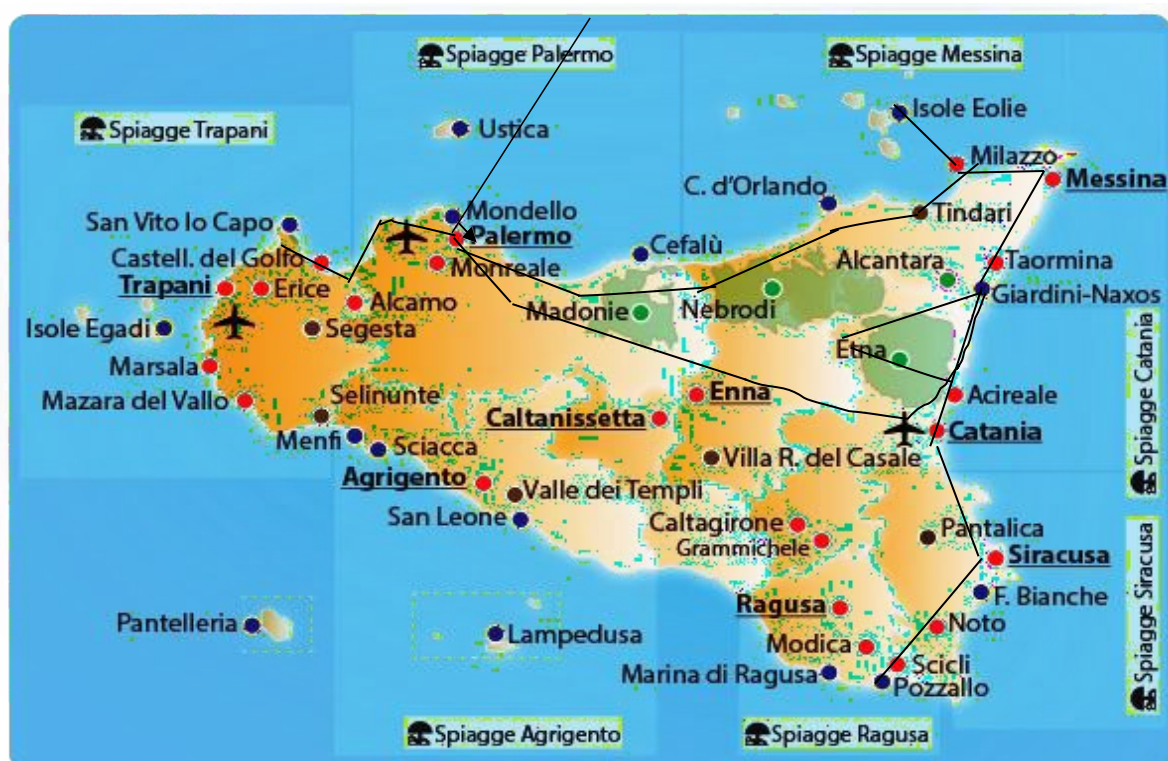 Spiagge Palermo
Spiagge Messina
Spiagge Trapani
Isole Eolie
Ustica
Milazzo
Messina
C. d'Orlando
San Vito lo Capo
Mondello
Tindari
Palermo
Cefalù
Castell. del Golfo
Monreale
Alcantara
Taormina
Trapani
Erice
Giardini-Naxos
Alcamo
Madonie
Nebrodi
Isole Egadi
Segesta
Etna
Marsala
Enna
Acireale
Spiagge Catania
Mazara del Vallo
Selinunte
Caltanissetta
Catania
Menfi
Sciacca
Villa R. del Casale
Agrigento
Valle dei Templi
San Leone
Caltagirone
Pantalica
Grammichele
Siracusa
Spiagge Siracusa
Ragusa
F. Bianche
Pantelleria
Lampedusa
Noto
Modica
Scicli
Marina di Ragusa
Pozzallo
Spiagge Agrigento
Spiagge Ragusa